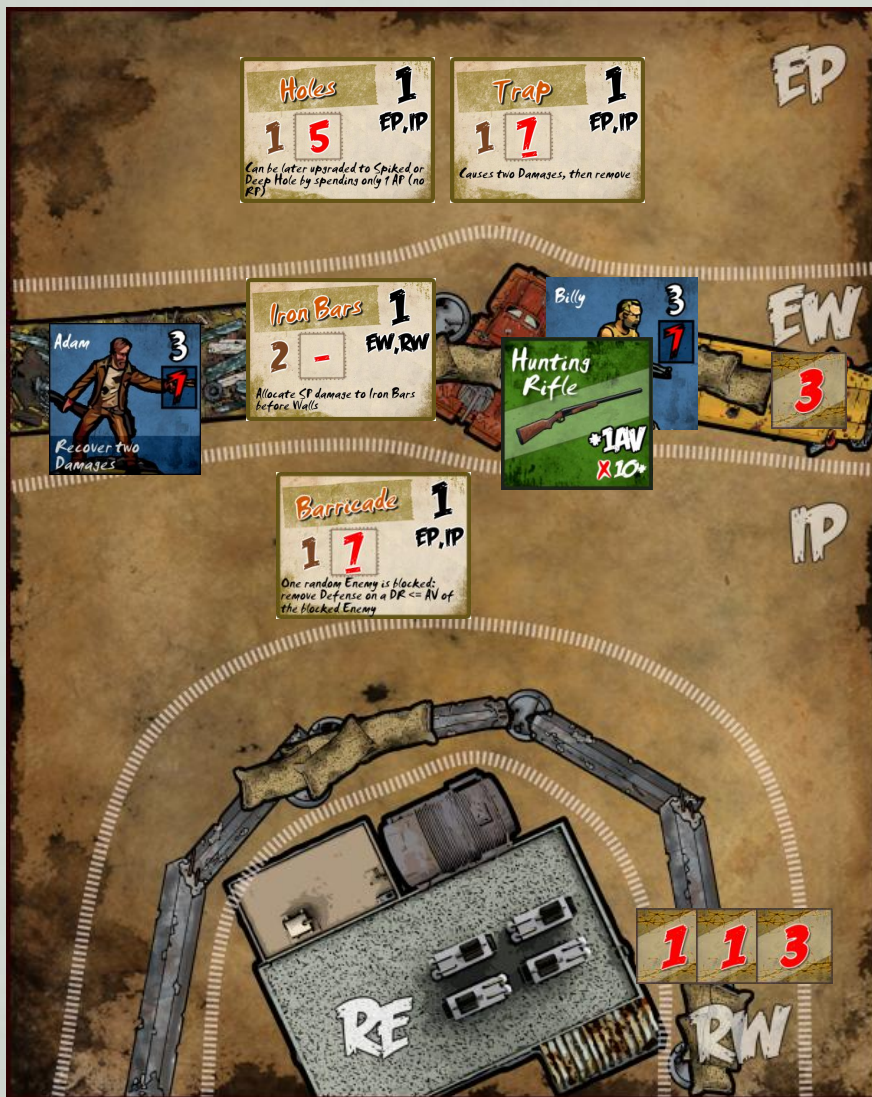 EP
Holes 1
EP,IP
1 5
Can be later upgraded to Spiked or
Deep Hole by spending only 1 AP (no
RP)
Trap 1
EP,IP
1 7
Causes two Damages, then remove
EW
Adam
3
7
Recover two
Damages
Iron Bars 1
EW,RW
2 -
Allocate SP damage to Iron Bars
before Walls
Billy
3
7
Hunting
Rifle
+1AV
X 10+
3
IP
Barricade 1
EP,IP
1 7
One random Enemy is blocked:
remove Defense on a DR <= AV of
the blocked Enemy
1 1 3
RE
RW